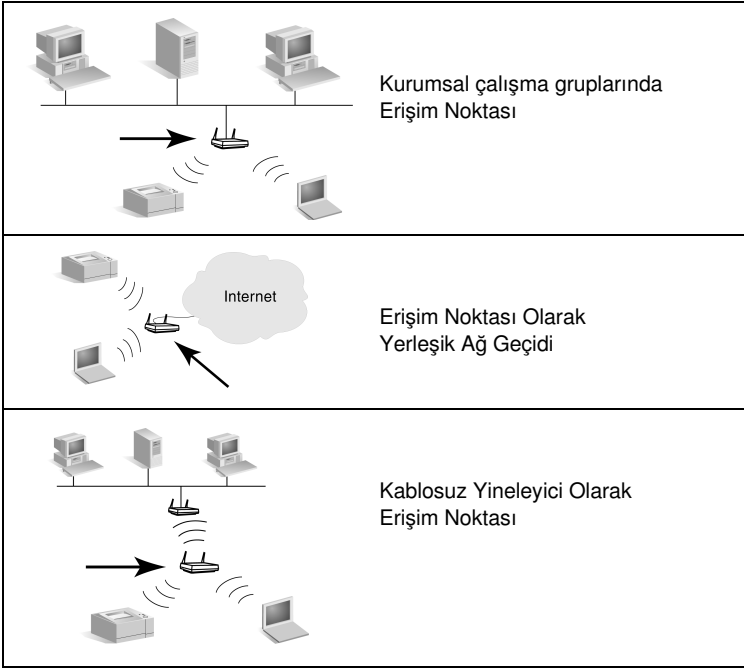 Kurumsal çalışma gruplarında
Erişim Noktası
Internet
Erişim Noktası Olarak
Yerleşik Ağ Geçidi
Kablosuz Yineleyici Olarak
Erişim Noktası